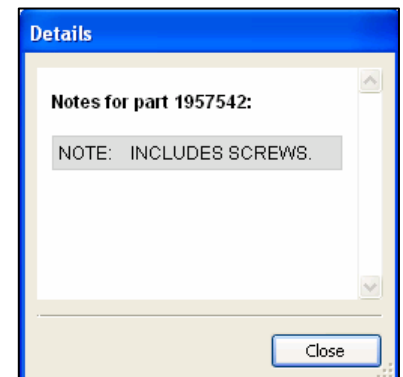 Details
Notes for part 1957542:
NOTE: INCLUDES SCREWS.
Close